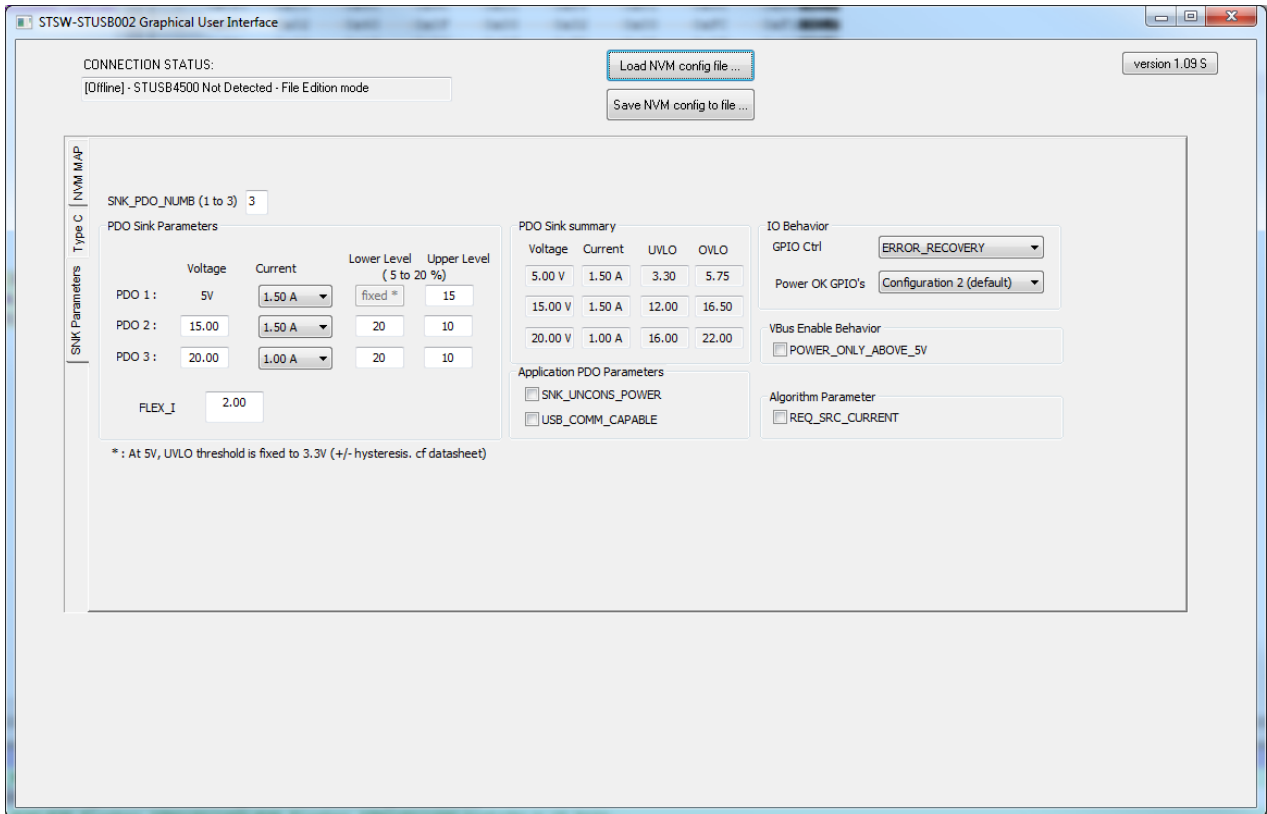 STSW-STUSB002 Graphical User Interface
CONNECTION STATUS:
[Offline] - STUSB4500 Not Detected - File Edition mode
Load NVM config file ...
Save NVM config to file ...
version 1.09 S
NVM MAP
Type C
SNK Parameters
SNK_PDO_NUMB (1 to 3) 3
PDO Sink Parameters
Voltage Current Lower Level Upper Level
( 5 to 20 %)
PDO 1 : 5V 1.50 A fixed * 15
PDO 2 : 15.00 1.50 A 20 10
PDO 3 : 20.00 1.00 A 20 10
FLEX_I 2.00
* : At 5V, UVLO threshold is fixed to 3.3V (+/- hysteresis. cf datasheet)
PDO Sink summary
Voltage Current UVLO OVLO
5.00 V 1.50 A 3.30 5.75
15.00 V 1.50 A 12.00 16.50
20.00 V 1.00 A 16.00 22.00
Application PDO Parameters
SNK_UNCONS_POWER
USB_COMM_CAPABLE
IO Behavior
GPIO Ctrl ERROR_RECOVERY
Power OK GPIO's Configuration 2 (default)
VBus Enable Behavior
POWER_ONLY_ABOVE_5V
Algorithm Parameter
REQ_SRC_CURRENT